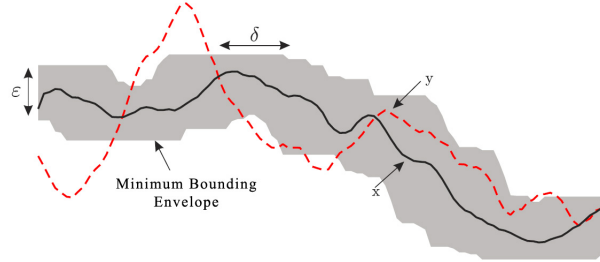 δ
y
ε
x
Minimum Bounding
Envelope